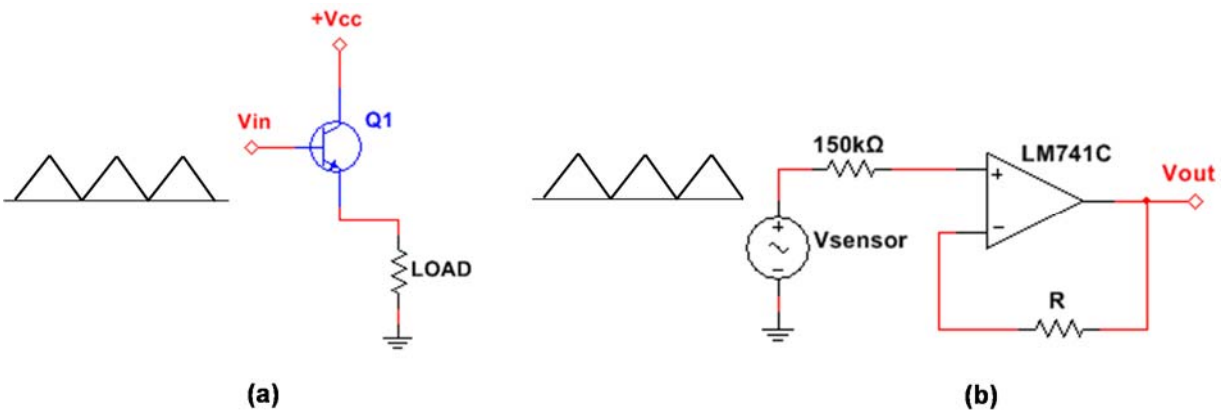 +Vcc
Vin
Q1
LOAD
(a)
150kΩ
LM741C
Vout
+
−
+
−
Vsensor
R
(b)